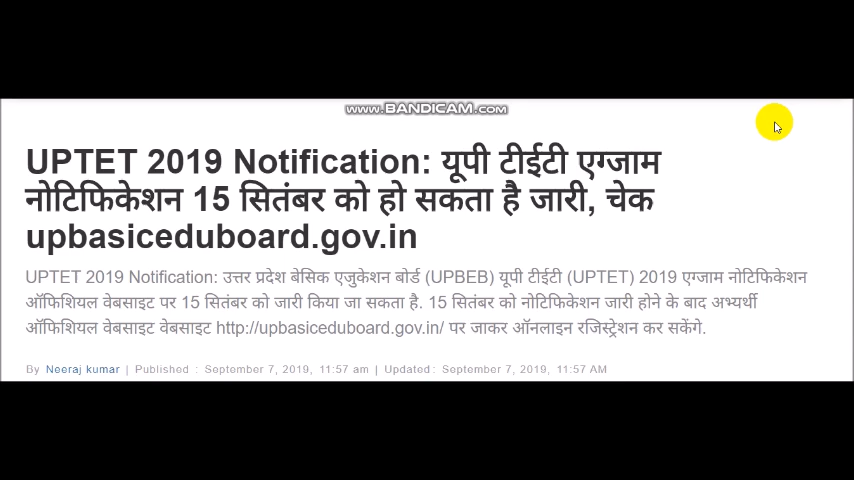 www.BANDICAM.com
UPTET 2019 Notification: यूपी टीईटी एग्जाम
नोटिफिकेशन 15 सितंबर को हो सकता है जारी, चेक
upbasiceduboard.gov.in
UPTET 2019 Notification: उत्तर प्रदेश बेसिक एजुकेशन बोर्ड (UPBEB) यूपी टीईटी (UPTET) 2019 एग्जाम नोटिफिकेशन
ऑफिशियल वेबसाइट पर 15 सितंबर को जारी किया जा सकता है. 15 सितंबर को नोटिफिकेशन जारी होने के बाद अभ्यर्थी
ऑफिशियल वेबसाइट वेबसाइट http://upbasiceduboard.gov.in/ पर जाकर ऑनलाइन रजिस्ट्रेशन कर सकेंगे.
By Neeraj kumar | Published : September 7, 2019, 11:57 am | Updated : September 7, 2019, 11:57 AM